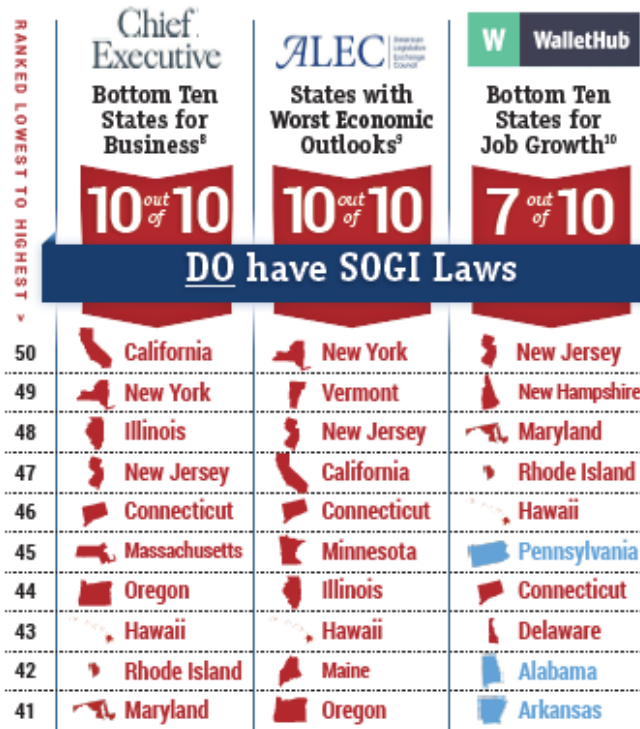 RANKED LOWEST TO HIGHEST >
Chief
Executive
Bottom Ten
States for
Business⁸
10 out of 10
ALEC
American
Legislative
Exchange
Council
States with
Worst Economic
Outlooks⁹
10 out of 10
W WalletHub
Bottom Ten
States for
Job Growth¹⁰
7 out of 10
DO have SOGI Laws
50 California New York New Jersey
49 New York Vermont New Hampshire
48 Illinois New Jersey Maryland
47 New Jersey California Rhode Island
46 Connecticut Connecticut Hawaii
45 Massachusetts Minnesota Pennsylvania
44 Oregon Illinois Connecticut
43 Hawaii Hawaii Delaware
42 Rhode Island Maine Alabama
41 Maryland Oregon Arkansas